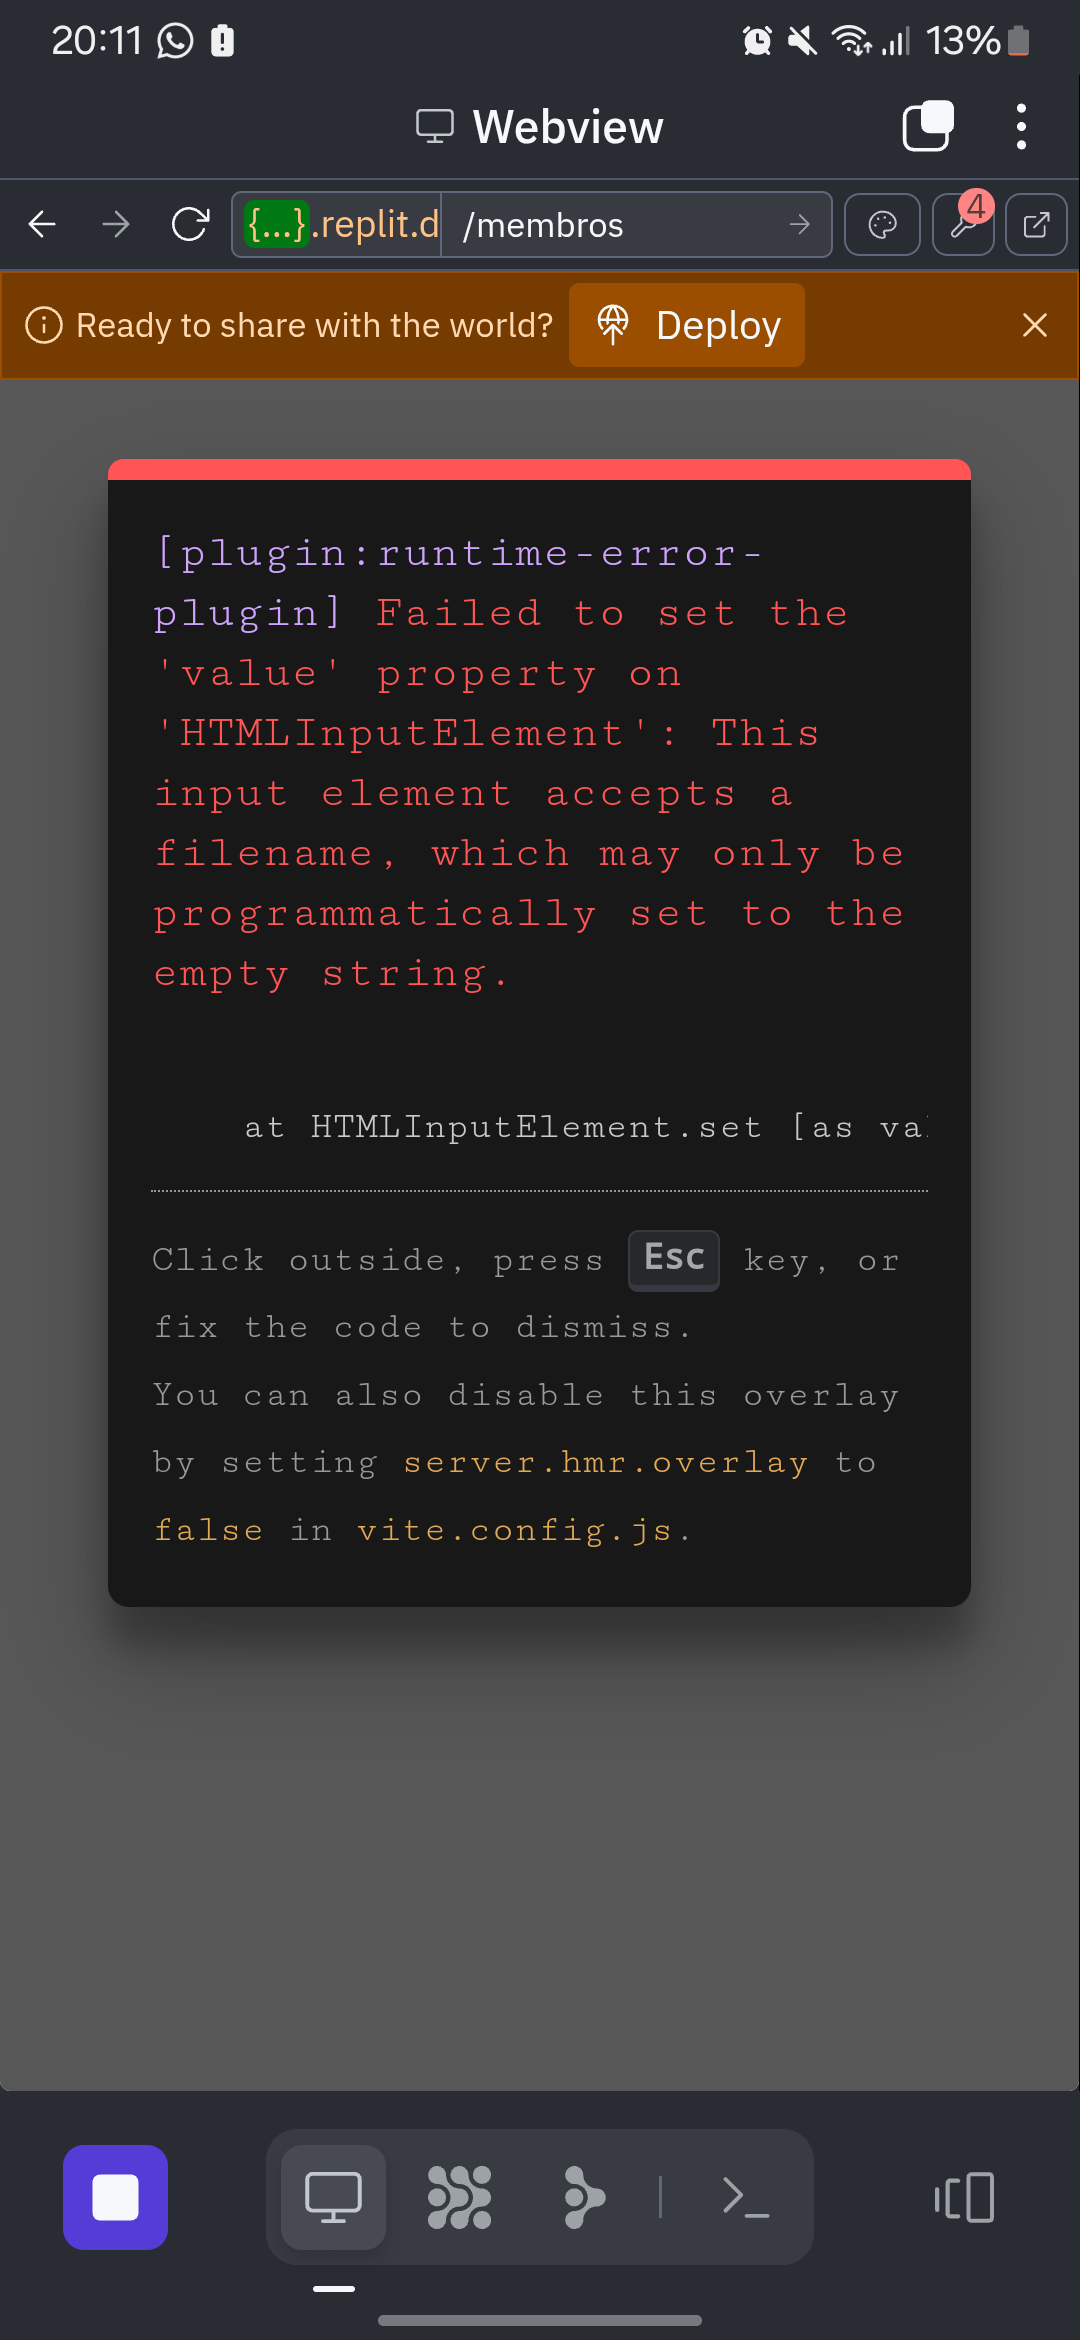 20:11
13%
Webview
{...}.replit.d
/membros
4
Ready to share with the world?
Deploy
[plugin:runtime-error-
plugin] Failed to set the
'value' property on
'HTMLInputElement': This
input element accepts a
filename, which may only be
programmatically set to the
empty string.
at HTMLInputElement.set [as va
Click outside, press Esc key, or
fix the code to dismiss.
You can also disable this overlay
by setting server.hmr.overlay to
false in vite.config.js.